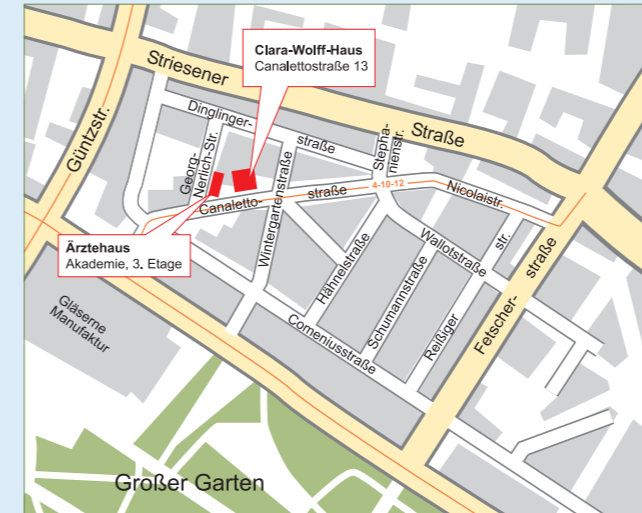 Clara-Wolff-Haus
Canalettostraße 13
Striesener
Straße
Güntzstr.
Dinglinger-
straße
Stepha-
nienstr.
Georg-
Nerlich-Str.
4-10-12
Nicolaistr.
Canaletto-
straße
Wintergartenstraße
Ärztehaus
Akademie, 3. Etage
Hähnelstraße
Wallotstraße
Schumannstraße
Reißiger
str.
Fetscher-
straße
Comeniusstraße
Gläserne
Manufaktur
Großer Garten